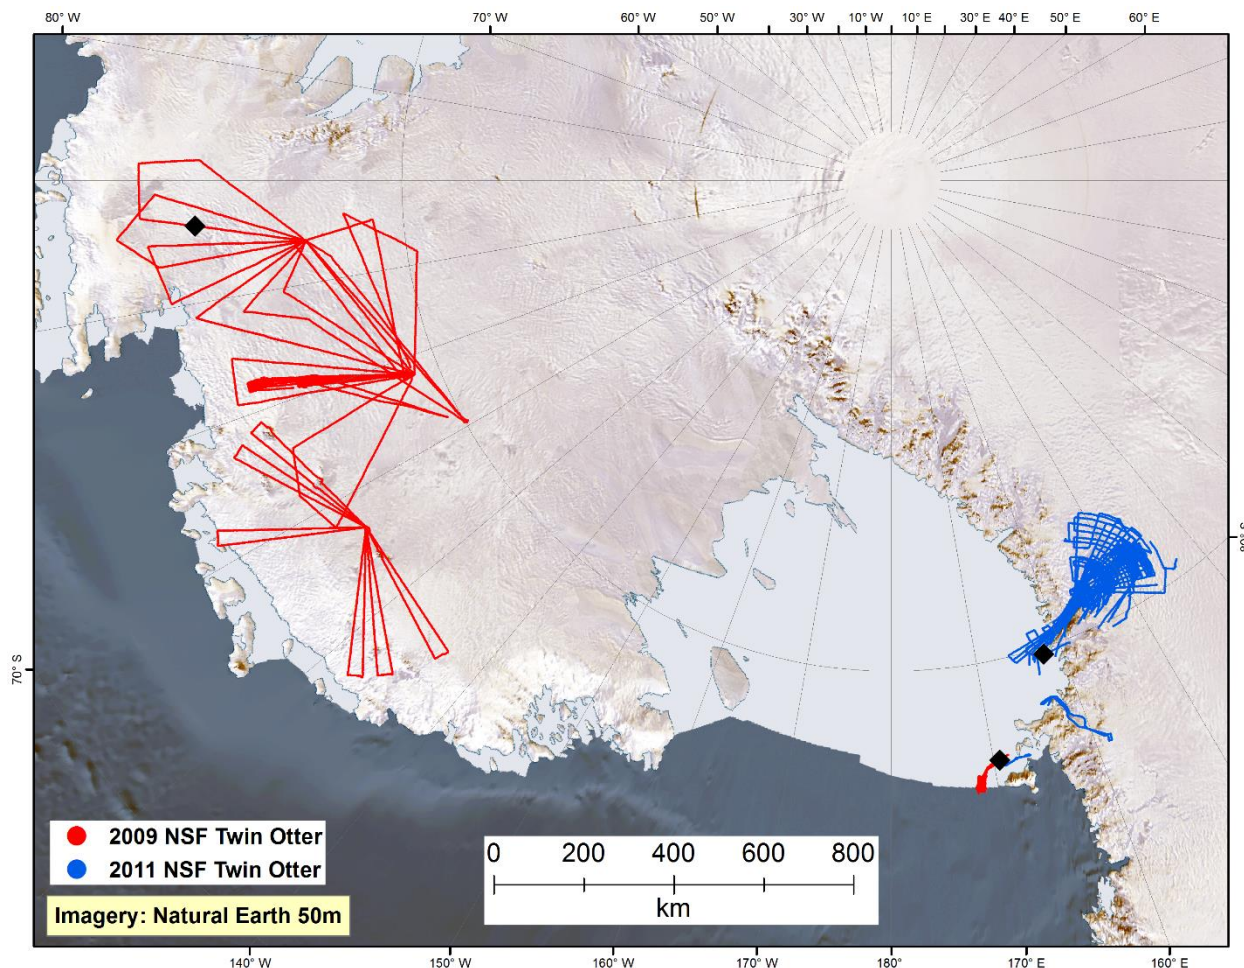 80° W 70° W 60° W 50° W 30° W 10° W 10° E 30° E 40° E 50° E 60° E
80° S
70° S
2009 NSF Twin Otter
2011 NSF Twin Otter
Imagery: Natural Earth 50m
0 200 400 600 800
km
140° W 150° W 160° W 170° W 180° W 170° E 160° E